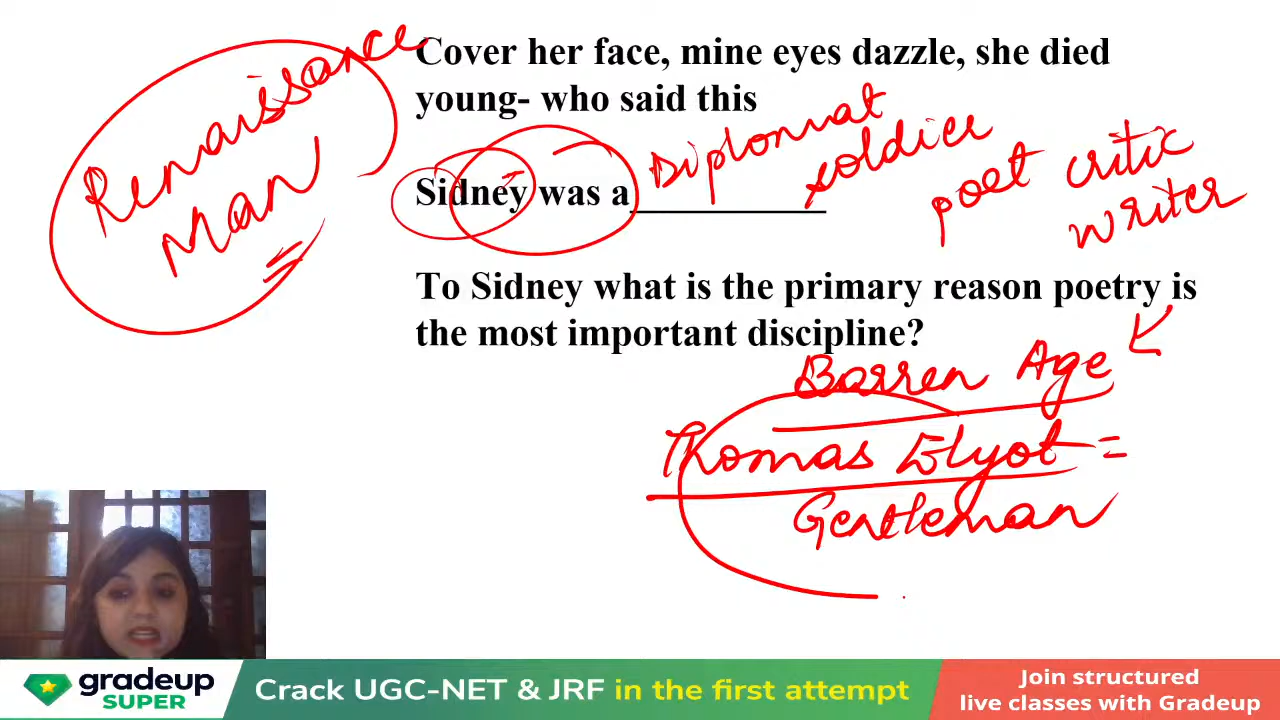 Renaissance
Man
Cover her face, mine eyes dazzle, she died
young- who said this
Sidney was a____________
Diplomat
soldier
poet critic
writer
To Sidney what is the primary reason poetry is
the most important discipline?
Barren Age
Thomas Elyot =
Gentleman
gradeup
SUPER
Crack UGC-NET & JRF in the first attempt
Join structured
live classes with Gradeup